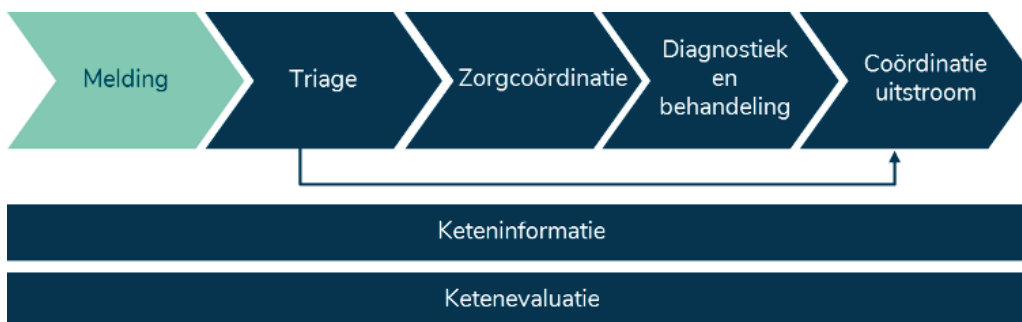 Melding
Triage
Zorgcoördinatie
Diagnostiek
en
behandeling
Coördinatie
uitstroom
Keteninformatie
Ketenevaluatie